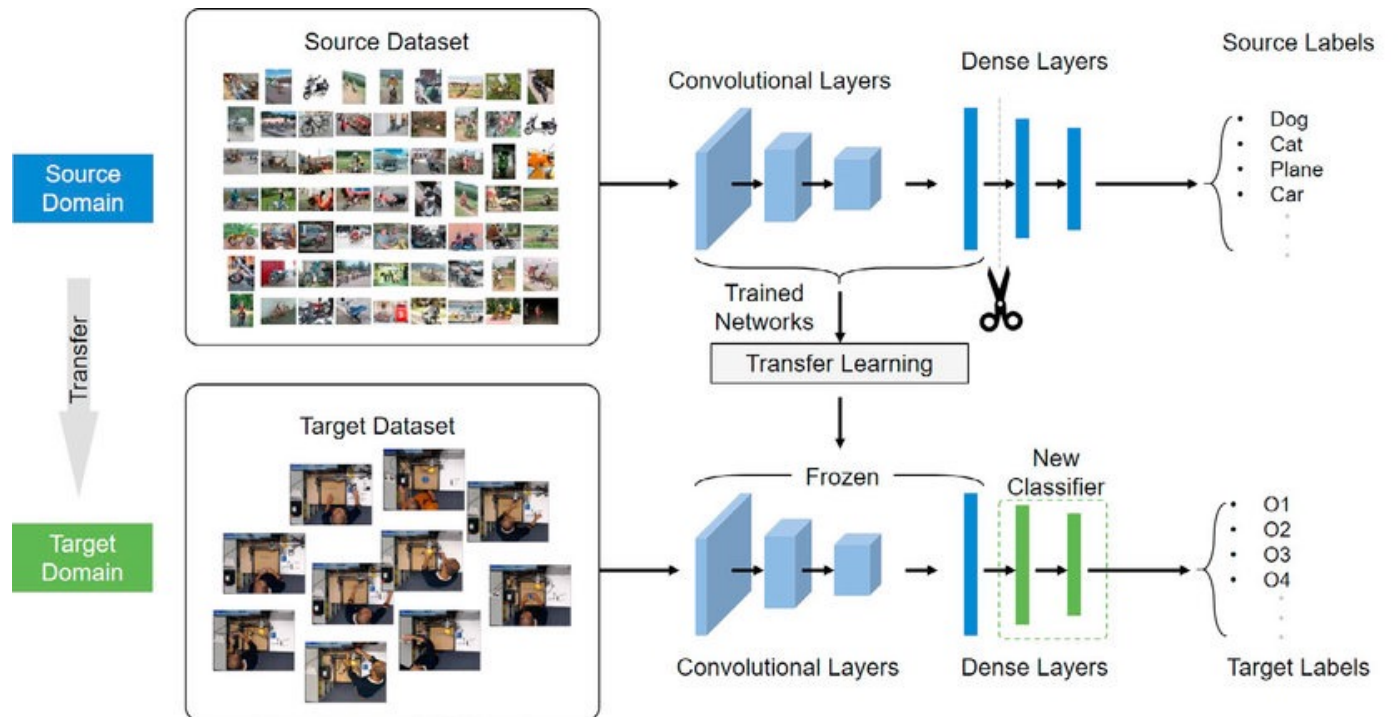 Source Dataset
Convolutional Layers
Dense Layers
Source Labels
Source
Domain
• Dog
• Cat
• Plane
• Car
Trained
Networks
Transfer Learning
Transfer
Target Dataset
Frozen
New
Classifier
Target
Domain
• O1
• O2
• O3
• O4
Convolutional Layers
Dense Layers
Target Labels